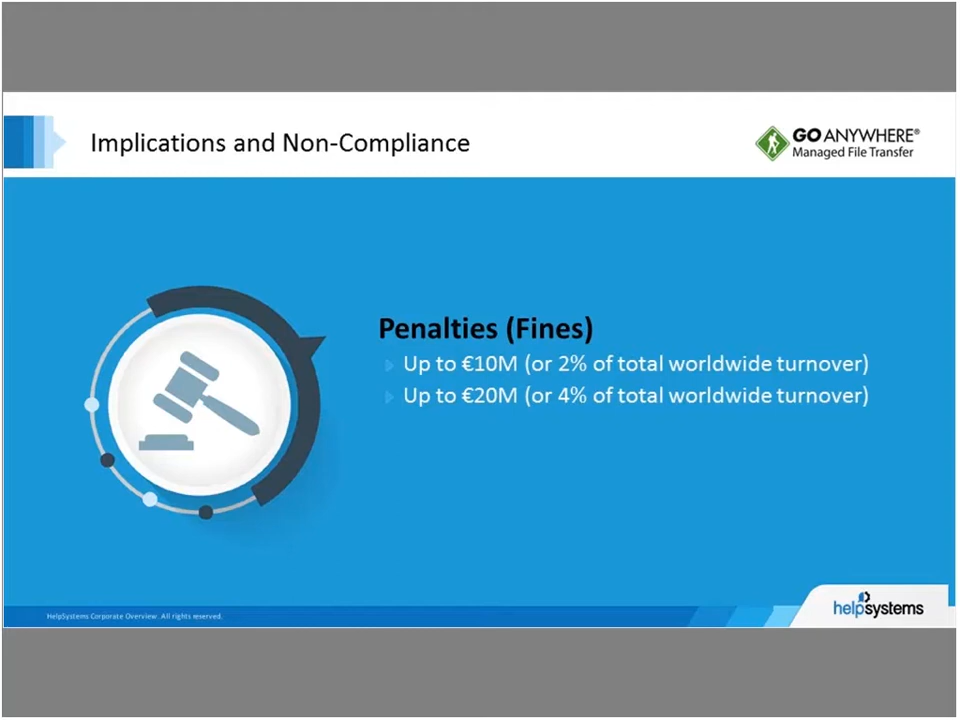 Implications and Non-Compliance
GO ANYWHERE®
Managed File Transfer
Penalties (Fines)
Up to €10M (or 2% of total worldwide turnover)
Up to €20M (or 4% of total worldwide turnover)
HelpSystems Corporate Overview. All rights reserved.
helpsystems